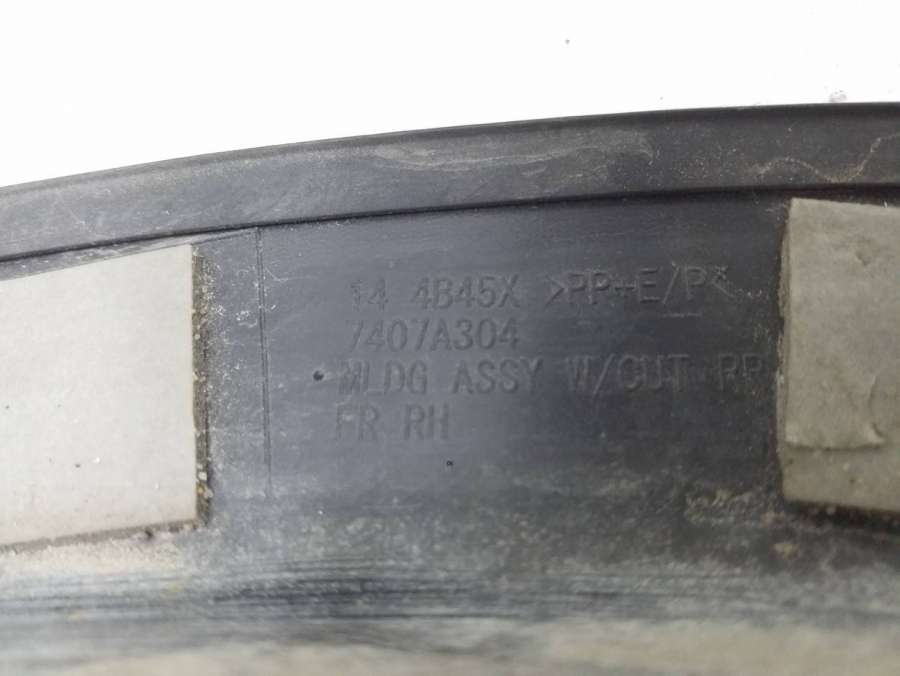 14 4B45X >PP+E/P<
7407A304
MLDG ASSY W/CUT RR
FR RH